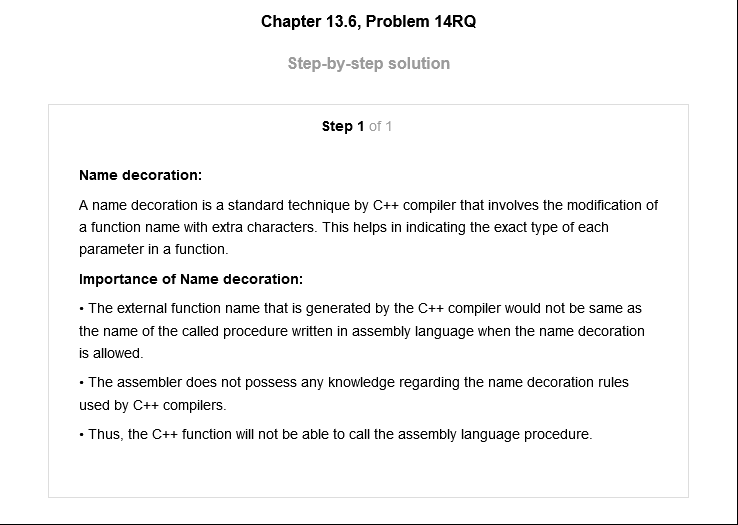 Chapter 13.6, Problem 14RQ
Step-by-step solution
Step 1 of 1
Name decoration:
A name decoration is a standard technique by C++ compiler that involves the modification of
a function name with extra characters. This helps in indicating the exact type of each
parameter in a function.
Importance of Name decoration:
• The external function name that is generated by the C++ compiler would not be same as
the name of the called procedure written in assembly language when the name decoration
is allowed.
• The assembler does not possess any knowledge regarding the name decoration rules
used by C++ compilers.
• Thus, the C++ function will not be able to call the assembly language procedure.